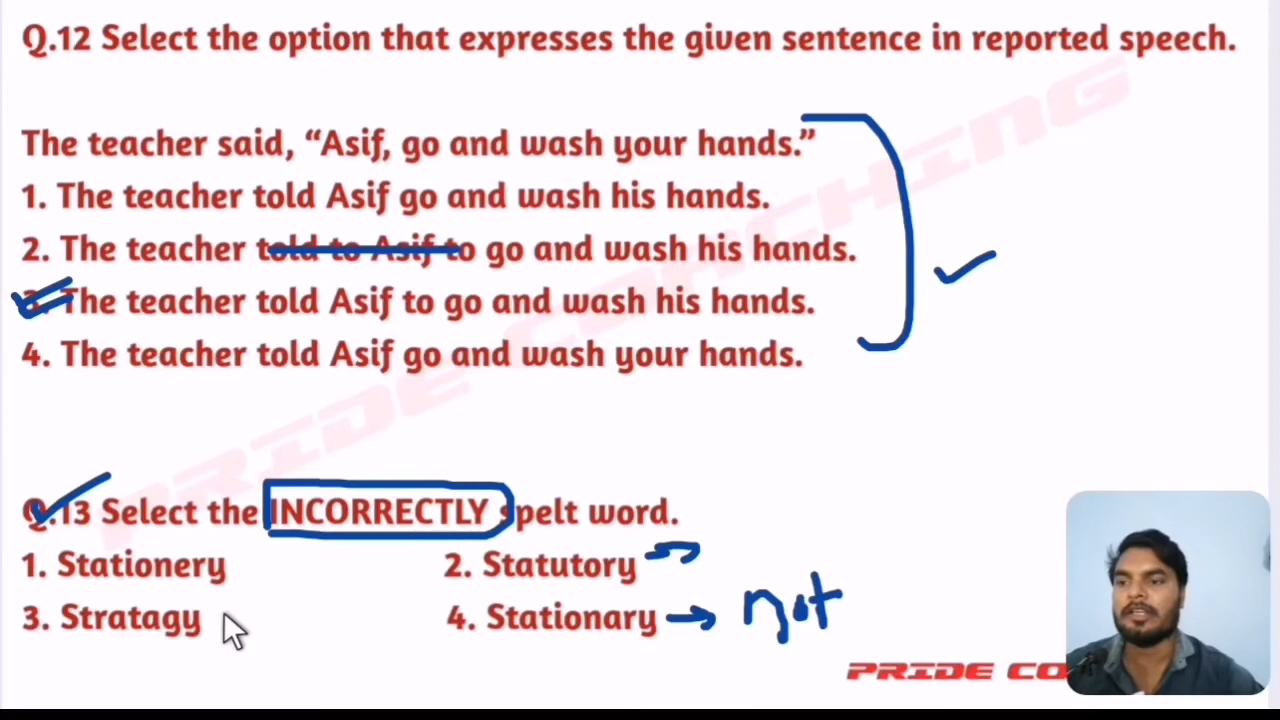 Q.12 Select the option that expresses the given sentence in reported speech.
The teacher said, “Asif, go and wash your hands.”
1. The teacher told Asif go and wash his hands.
2. The teacher told to Asif to go and wash his hands.
3. The teacher told Asif to go and wash his hands.
4. The teacher told Asif go and wash your hands.
PRIDE COACHING
Q.13 Select the INCORRECTLY spelt word.
1. Stationery 2. Statutory
3. Stratagy 4. Stationary → not
PRIDE CO